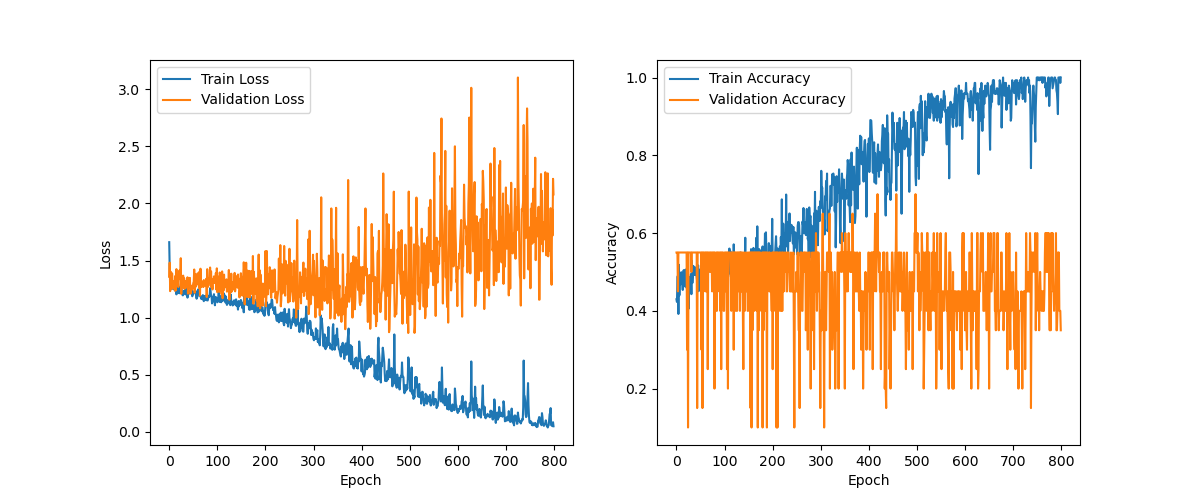 Train Loss
Validation Loss
3.0
2.5
2.0
1.5
1.0
0.5
0.0
Loss
0 100 200 300 400 500 600 700 800
Epoch
Train Accuracy
Validation Accuracy
1.0
0.8
0.6
0.4
0.2
Accuracy
0 100 200 300 400 500 600 700 800
Epoch